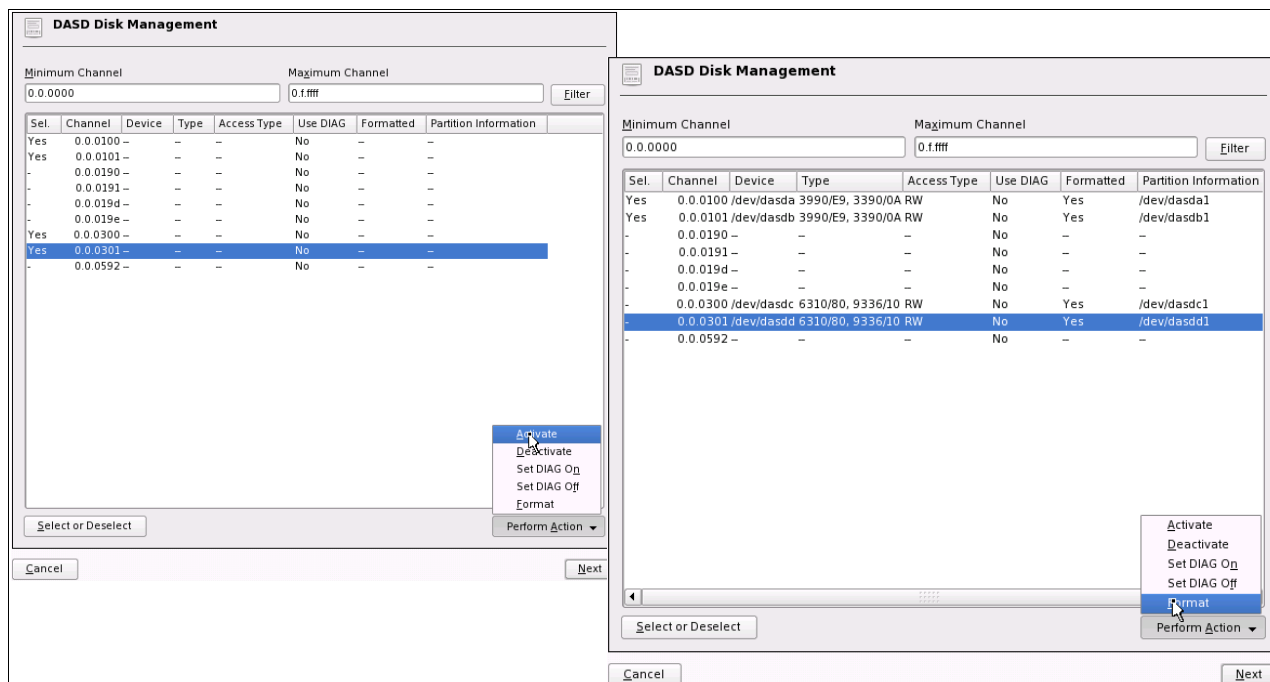 DASD Disk Management
Minimum Channel Maximum Channel
0.0.0000 0.f.ffff Filter
Sel. Channel Device Type Access Type Use DIAG Formatted Partition Information
Yes 0.0.0100 -- -- -- No -- --
Yes 0.0.0101 -- -- -- No -- --
- 0.0.0190 -- -- -- No -- --
- 0.0.0191 -- -- -- No -- --
- 0.0.019d -- -- -- No -- --
- 0.0.019e -- -- -- No -- --
Yes 0.0.0300 -- -- -- No -- --
Yes 0.0.0301 -- -- -- No -- --
- 0.0.0592 -- -- -- No -- --
Activate
Deactivate
Set DIAG On
Set DIAG Off
Format
Select or Deselect Perform Action
Cancel Next
DASD Disk Management
Minimum Channel Maximum Channel
0.0.0000 0.f.ffff Filter
Sel. Channel Device Type Access Type Use DIAG Formatted Partition Information
Yes 0.0.0100 /dev/dasda 3990/E9, 3390/0A RW No Yes /dev/dasda1
Yes 0.0.0101 /dev/dasdb 3990/E9, 3390/0A RW No Yes /dev/dasdb1
- 0.0.0190 -- -- -- No -- --
- 0.0.0191 -- -- -- No -- --
- 0.0.019d -- -- -- No -- --
- 0.0.019e -- -- -- No -- --
- 0.0.0300 /dev/dasdc 6310/80, 9336/10 RW No Yes /dev/dasdc1
- 0.0.0301 /dev/dasdd 6310/80, 9336/10 RW No Yes /dev/dasdd1
- 0.0.0592 -- -- -- No -- --
Activate
Deactivate
Set DIAG On
Set DIAG Off
Format
Select or Deselect Perform Action
Cancel Next